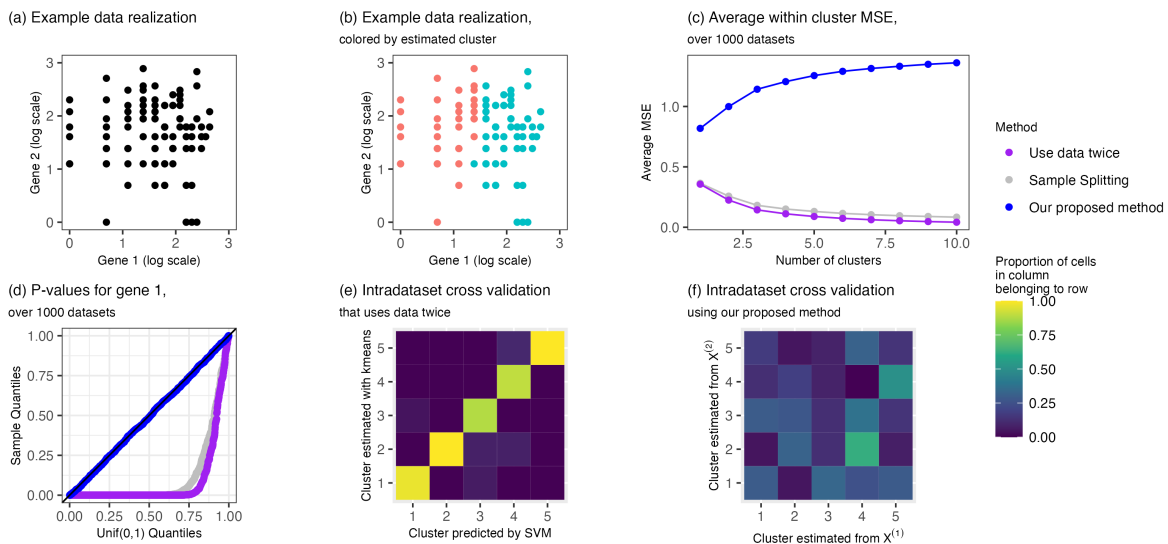 (a) Example data realization
3
2
1
0
Gene 2 (log scale)
0 1 2 3
Gene 1 (log scale)
(b) Example data realization,
colored by estimated cluster
3
2
1
0
Gene 2 (log scale)
0 1 2 3
Gene 1 (log scale)
(c) Average within cluster MSE,
over 1000 datasets
1.0
0.5
0.0
Average MSE
2.5 5.0 7.5 10.0
Number of clusters
Method
Use data twice
Sample Splitting
Our proposed method
(d) P-values for gene 1,
over 1000 datasets
1.00
0.75
0.50
0.25
0.00
Sample Quantiles
0.00 0.25 0.50 0.75 1.00
Unif(0,1) Quantiles
(e) Intradataset cross validation
that uses data twice
5
4
3
2
1
Cluster estimated with kmeans
1 2 3 4 5
Cluster predicted by SVM
(f) Intradataset cross validation
using our proposed method
5
4
3
2
1
Cluster estimated from X⁽²⁾
1 2 3 4 5
Cluster estimated from X⁽¹⁾
Proportion of cells
in column
belonging to row
1.00
0.75
0.50
0.25
0.00